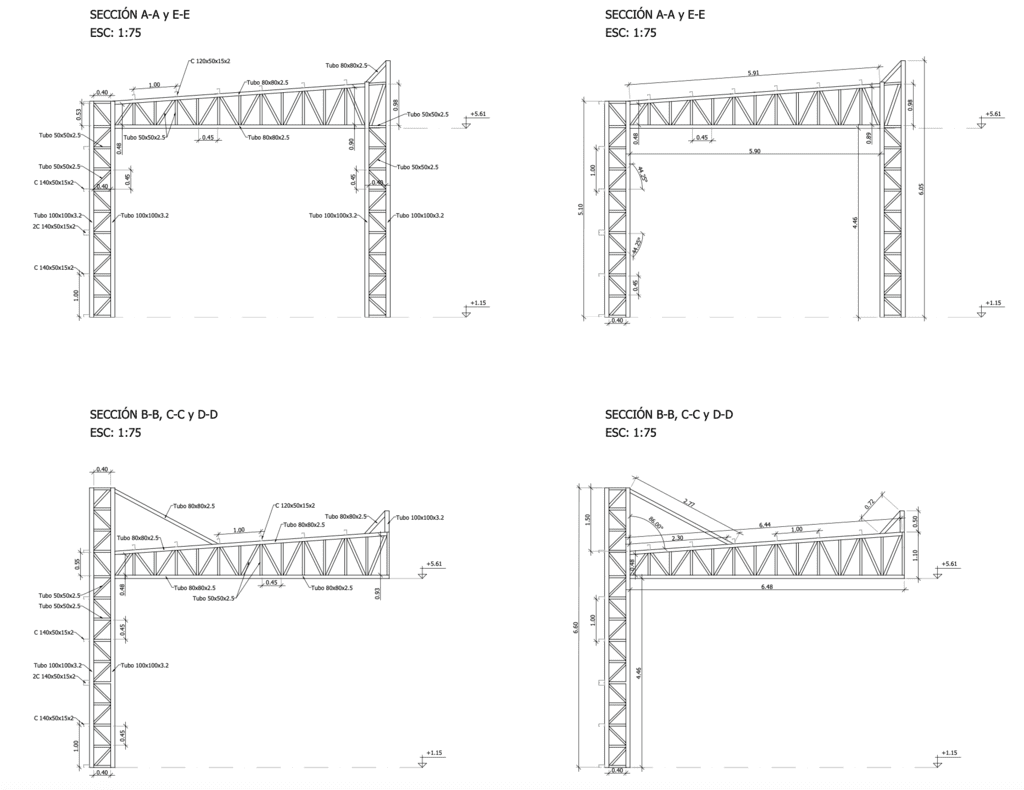 SECCIÓN A-A y E-E
ESC: 1:75
C 120x50x15x2
Tubo 80x80x2.5
1.00
Tubo 80x80x2.5
0.40
0.53
0.98
Tubo 50x50x2.5
+5.61
Tubo 50x50x2.5
0.48
Tubo 50x50x2.5
0.45
Tubo 80x80x2.5
0.90
Tubo 50x50x2.5
Tubo 50x50x2.5
C 140x50x15x2
0.40
0.45
0.45
0.40
Tubo 100x100x3.2
Tubo 100x100x3.2
Tubo 100x100x3.2
Tubo 100x100x3.2
2C 140x50x15x2
C 140x50x15x2
1.00
+1.15
SECCIÓN A-A y E-E
ESC: 1:75
5.91
0.98
+5.61
0.48
0.45
0.89
5.90
1.00
44.25°
5.10
4.46
6.05
44.25°
0.45
+1.15
0.40
SECCIÓN B-B, C-C y D-D
ESC: 1:75
0.40
Tubo 80x80x2.5
C 120x50x15x2
Tubo 80x80x2.5
Tubo 100x100x3.2
1.00
Tubo 80x80x2.5
Tubo 80x80x2.5
0.55
+5.61
0.48
Tubo 80x80x2.5
0.45
Tubo 80x80x2.5
0.93
Tubo 50x50x2.5
Tubo 50x50x2.5
Tubo 50x50x2.5
C 140x50x15x2
0.45
Tubo 100x100x3.2
Tubo 100x100x3.2
2C 140x50x15x2
C 140x50x15x2
0.45
1.00
+1.15
0.40
SECCIÓN B-B, C-C y D-D
ESC: 1:75
2.77
0.72
1.50
86.00°
6.44
0.50
2.30
1.00
0.48
1.10
+5.61
6.48
1.00
6.60
4.46
+1.15
0.40